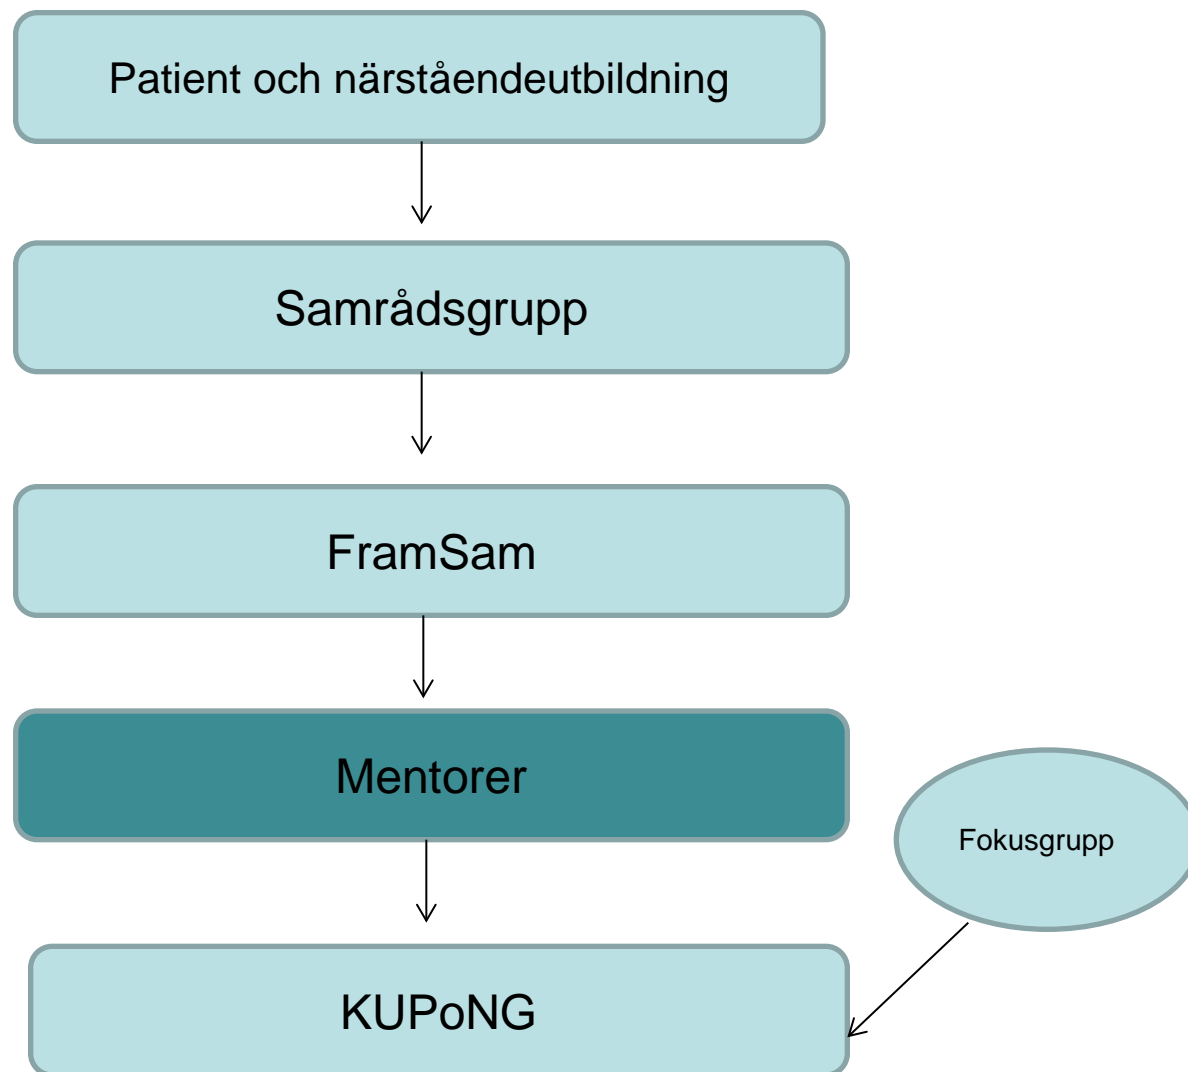 Patient och närståendeutbildning
Samrådsgrupp
FramSam
Mentorer
Fokusgrupp
KUPoNG